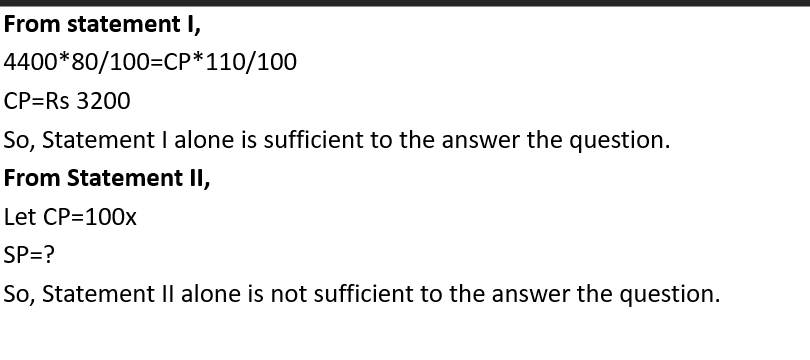 From statement I,
4400*80/100=CP*110/100
CP=Rs 3200
So, Statement I alone is sufficient to the answer the question.
From Statement II,
Let CP=100x
SP=?
So, Statement II alone is not sufficient to the answer the question.